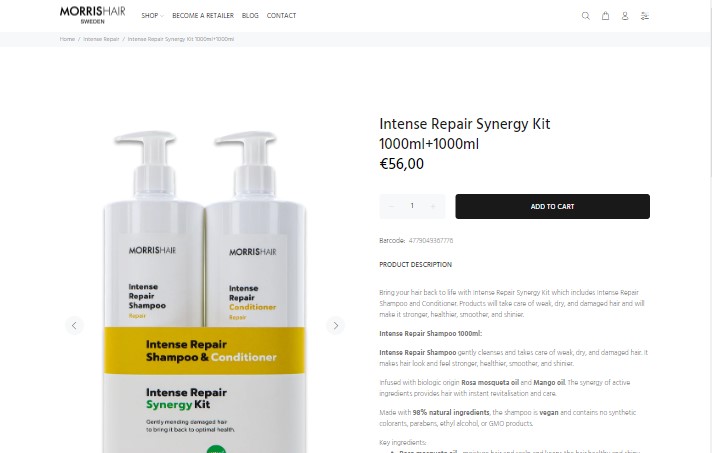 MORRISHAIR
SWEDEN
SHOP
BECOME A RETAILER
BLOG
CONTACT
Home / Intense Repair / Intense Repair Synergy Kit 1000ml+1000ml
Intense Repair Synergy Kit
1000ml+1000ml
€56,00
- 1 +
ADD TO CART
Barcode: 4779049367776
PRODUCT DESCRIPTION
Bring your hair back to life with Intense Repair Synergy Kit which includes Intense Repair
Shampoo and Conditioner. Products will take care of weak, dry, and damaged hair and will
make it stronger, healthier, smoother, and shinier.
Intense Repair Shampoo 1000ml:
Intense Repair Shampoo gently cleanses and takes care of weak, dry, and damaged hair. It
makes hair look and feel stronger, healthier, smoother, and shinier.
Infused with biologic origin Rosa mosqueta oil and Mango oil. The synergy of active
ingredients provides hair with instant revitalisation and care.
Made with 98% natural ingredients, the shampoo is vegan and contains no synthetic
colorants, parabens, ethyl alcohol, or GMO products.
Key ingredients:
MORRISHAIR
Intense
Repair
Shampoo
Repair
MORRISHAIR
Intense
Repair
Conditioner
Repair
Intense Repair
Shampoo & Conditioner
Intense Repair
Synergy Kit
Gently mending damaged hair
to bring it back to optimal health.